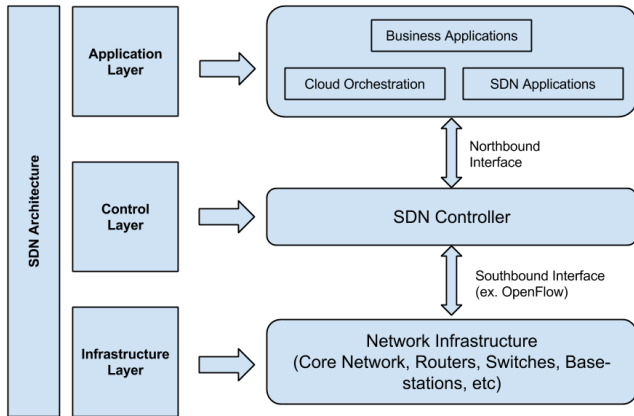 SDN Architecture
Application
Layer
Business Applications
Cloud Orchestration
SDN Applications
Northbound
Interface
Control
Layer
SDN Controller
Southbound Interface
(ex. OpenFlow)
Infrastructure
Layer
Network Infrastructure
(Core Network, Routers, Switches, Base-
stations, etc)